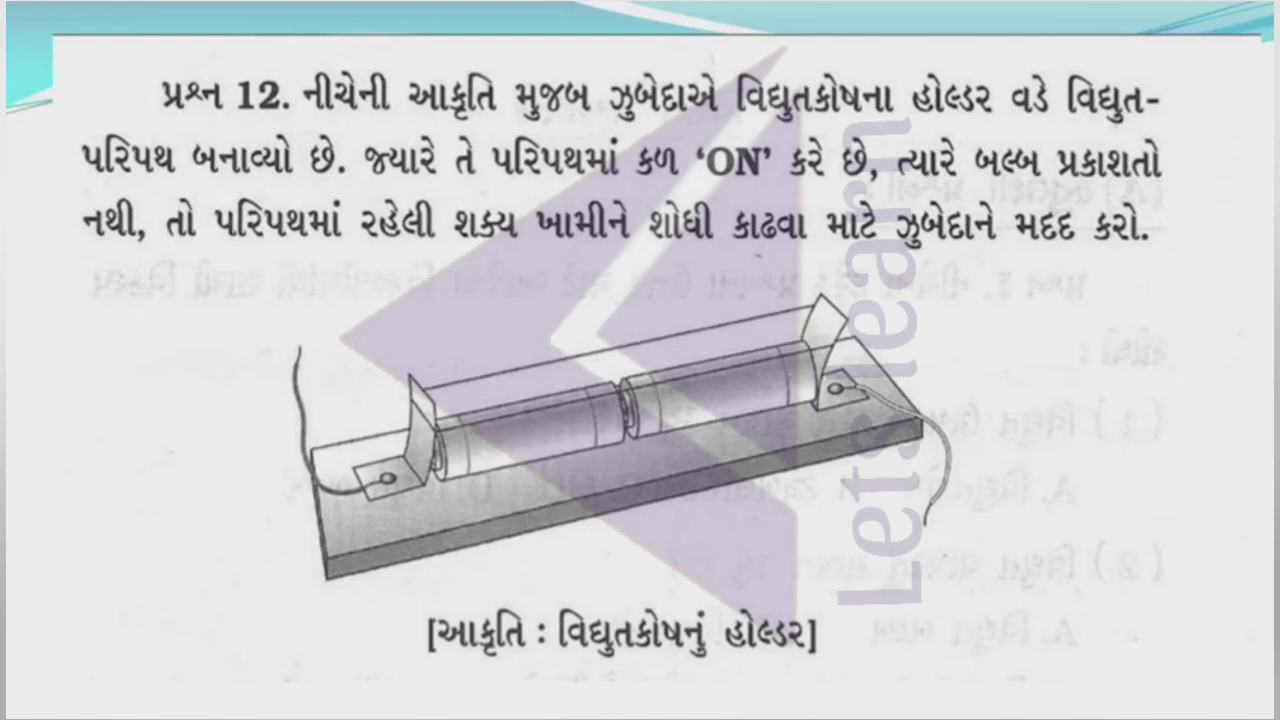 પ્રશ્ન 12. નીચેની આકૃતિ મુજબ ઝુબેદાએ વિદ્યુતકોષના હોલ્ડર વડે વિદ્યુત-
પરિપથ બનાવ્યો છે. જ્યારે તે પરિપથમાં કળ ‘ON’ કરે છે, ત્યારે બલ્બ પ્રકાશતો
નથી, તો પરિપથમાં રહેલી શક્ય ખામીને શોધી કાઢવા માટે ઝુબેદાને મદદ કરો.
Letslearn
[આકૃતિ : વિદ્યુતકોષનું હોલ્ડર]